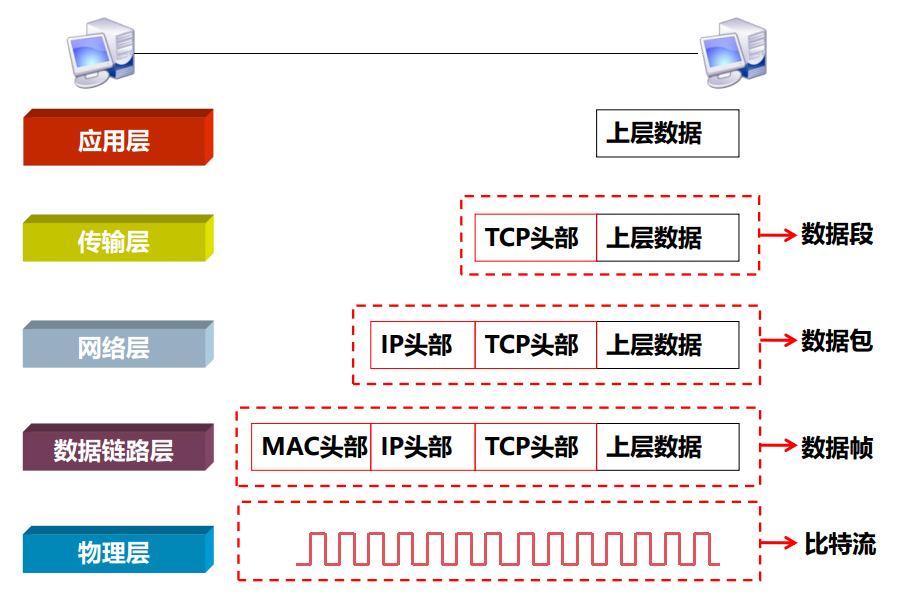 应用层
上层数据
传输层
TCP头部 上层数据
数据段
网络层
IP头部 TCP头部 上层数据
数据包
数据链路层
MAC头部 IP头部 TCP头部 上层数据
数据帧
物理层
比特流